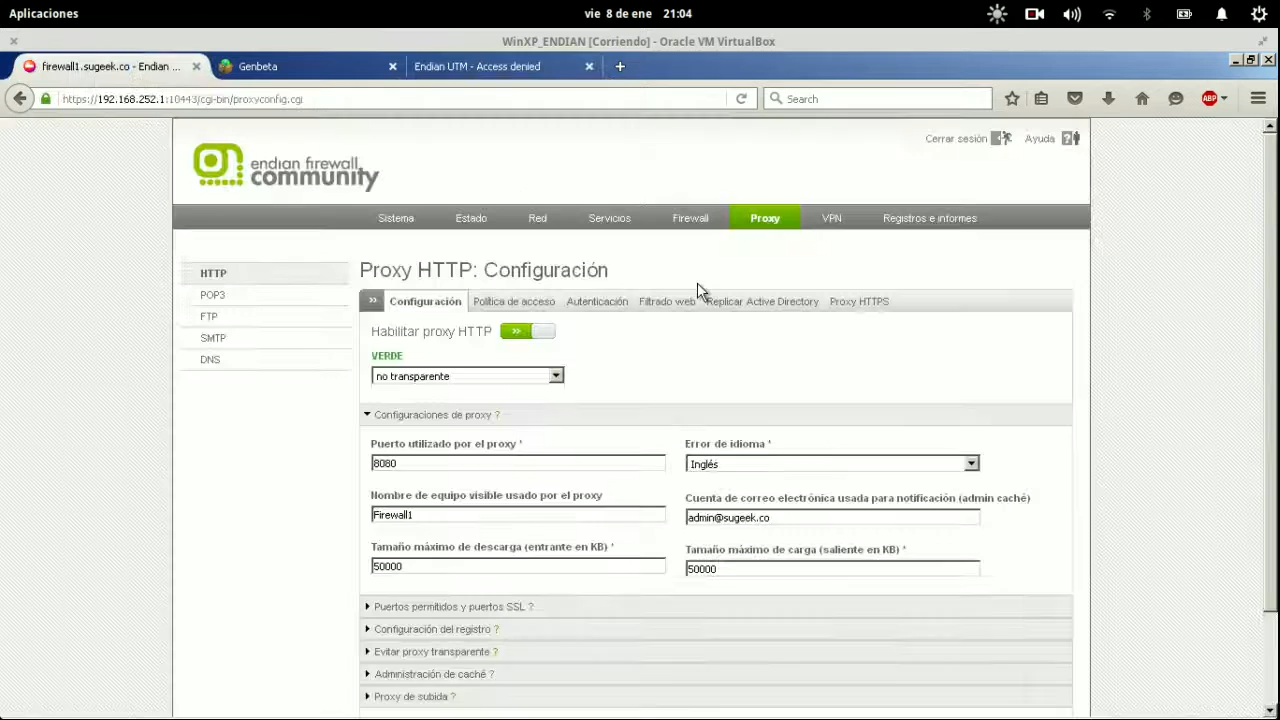 Aplicaciones vie 8 de ene 21:04
WinXP_ENDIAN [Corriendo] - Oracle VM VirtualBox
firewall1.sugeek.co - Endian ... Genbeta Endian UTM - Access denied
https://192.168.252.1:10443/cgi-bin/proxyconfig.cgi Search ABP
Cerrar sesión Ayuda
endian firewall
community
Sistema Estado Red Servicios Firewall Proxy VPN Registros e informes
HTTP
POP3
FTP
SMTP
DNS
Proxy HTTP: Configuración
>> Configuración Política de acceso Autenticación Filtrado web Replicar Active Directory Proxy HTTPS
Habilitar proxy HTTP >>
VERDE
no transparente
Configuraciones de proxy ?
Puerto utilizado por el proxy * Error de idioma *
8080 Inglés
Nombre de equipo visible usado por el proxy Cuenta de correo electrónica usada para notificación (admin caché)
Firewall1 admin@sugeek.co
Tamaño máximo de descarga (entrante en KB) * Tamaño máximo de carga (saliente en KB) *
50000 50000
Puertos permitidos y puertos SSL ?
Configuración del registro ?
Evitar proxy transparente ?
Administración de caché ?
Proxy de subida ?